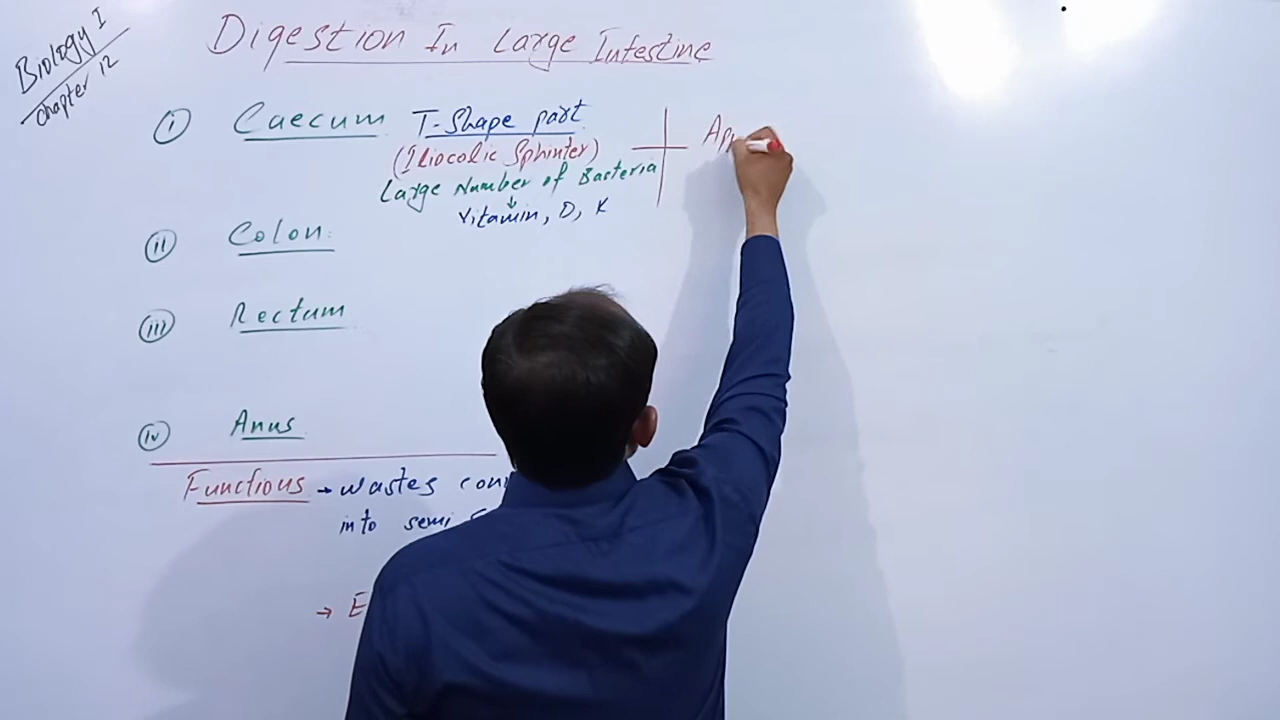 Biology I
Chapter 12
Digestion In Large Intestine
i Caecum T-Shape part
(Iliocolic Sphinter)
Large Number of Bacteria
↓
Vitamin, D, K
App
ii Colon.
iii Rectum
iv Anus
Functions → Wastes con
into semi
→ E